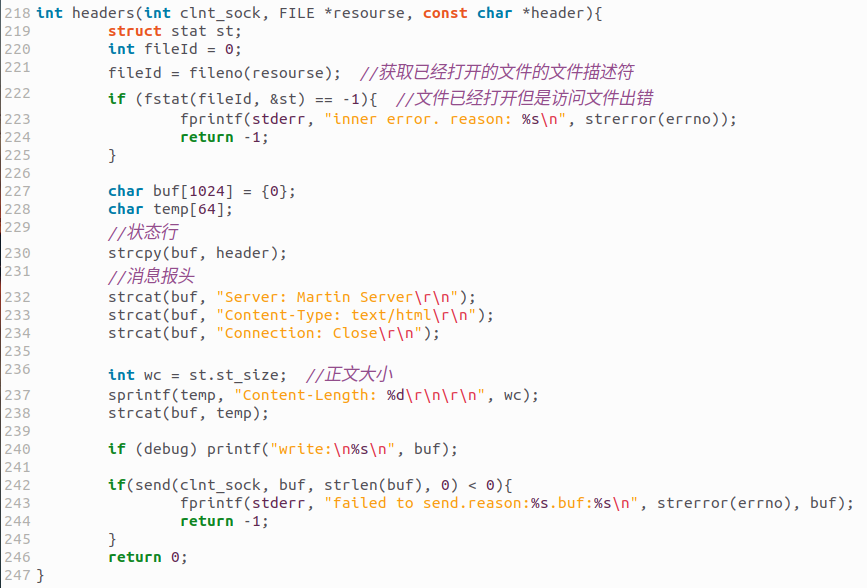 218 int headers(int clnt_sock, FILE *resourse, const char *header){
219 struct stat st;
220 int fileId = 0;
221 fileId = fileno(resourse); //获取已经打开的文件的文件描述符
222 if (fstat(fileId, &st) == -1){ //文件已经打开但是访问文件出错
223 fprintf(stderr, "inner error. reason: %s\n", strerror(errno));
224 return -1;
225 }
226
227 char buf[1024] = {0};
228 char temp[64];
229 //状态行
230 strcpy(buf, header);
231 //消息报头
232 strcat(buf, "Server: Martin Server\r\n");
233 strcat(buf, "Content-Type: text/html\r\n");
234 strcat(buf, "Connection: Close\r\n");
235
236 int wc = st.st_size; //正文大小
237 sprintf(temp, "Content-Length: %d\r\n\r\n", wc);
238 strcat(buf, temp);
239
240 if (debug) printf("write:\n%s\n", buf);
241
242 if(send(clnt_sock, buf, strlen(buf), 0) < 0){
243 fprintf(stderr, "failed to send.reason:%s.buf:%s\n", strerror(errno), buf);
244 return -1;
245 }
246 return 0;
247 }